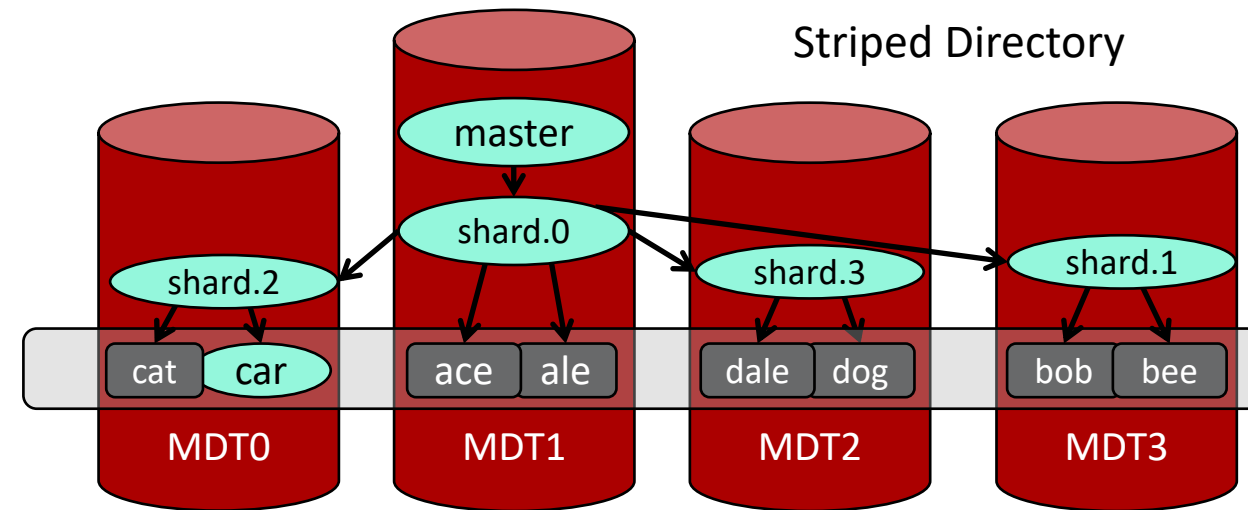 Striped Directory
master
shard.0
shard.2
shard.3
shard.1
cat car ace ale dale dog bob bee
MDT0 MDT1 MDT2 MDT3